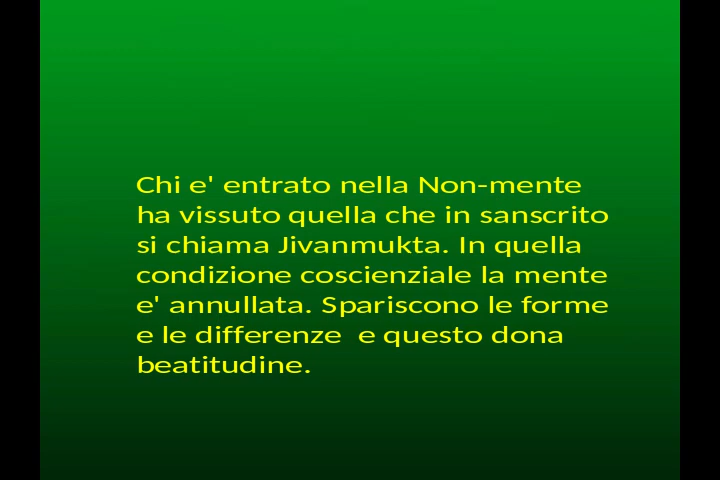 Chi e' entrato nella Non-mente
ha vissuto quella che in sanscrito
si chiama Jivanmukta. In quella
condizione coscienziale la mente
e' annullata. Spariscono le forme
e le differenze  e questo dona
beatitudine.